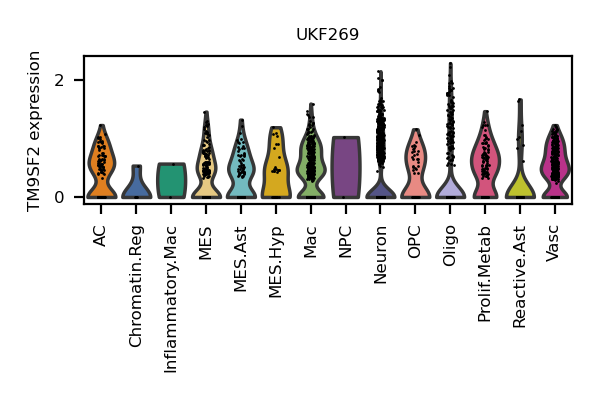 UKF269
TM9SF2 expression
2
0
AC
Chromatin.Reg
Inflammatory.Mac
MES
MES.Ast
MES.Hyp
Mac
NPC
Neuron
OPC
Oligo
Prolif.Metab
Reactive.Ast
Vasc